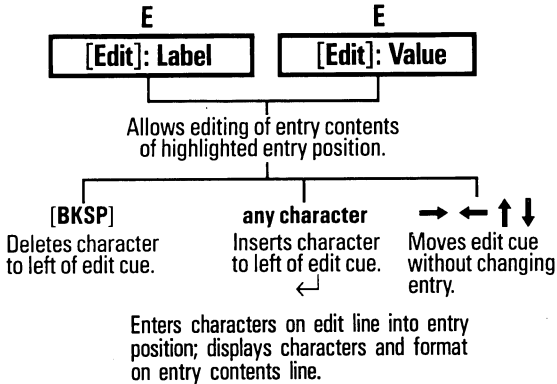 E E
[Edit]: Label [Edit]: Value
Allows editing of entry contents
of highlighted entry position.
[BKSP]
Deletes character
to left of edit cue.
any character
Inserts character
to left of edit cue.
↵
→ ← ↑ ↓
Moves edit cue
without changing
entry.
Enters characters on edit line into entry
position; displays characters and format
on entry contents line.